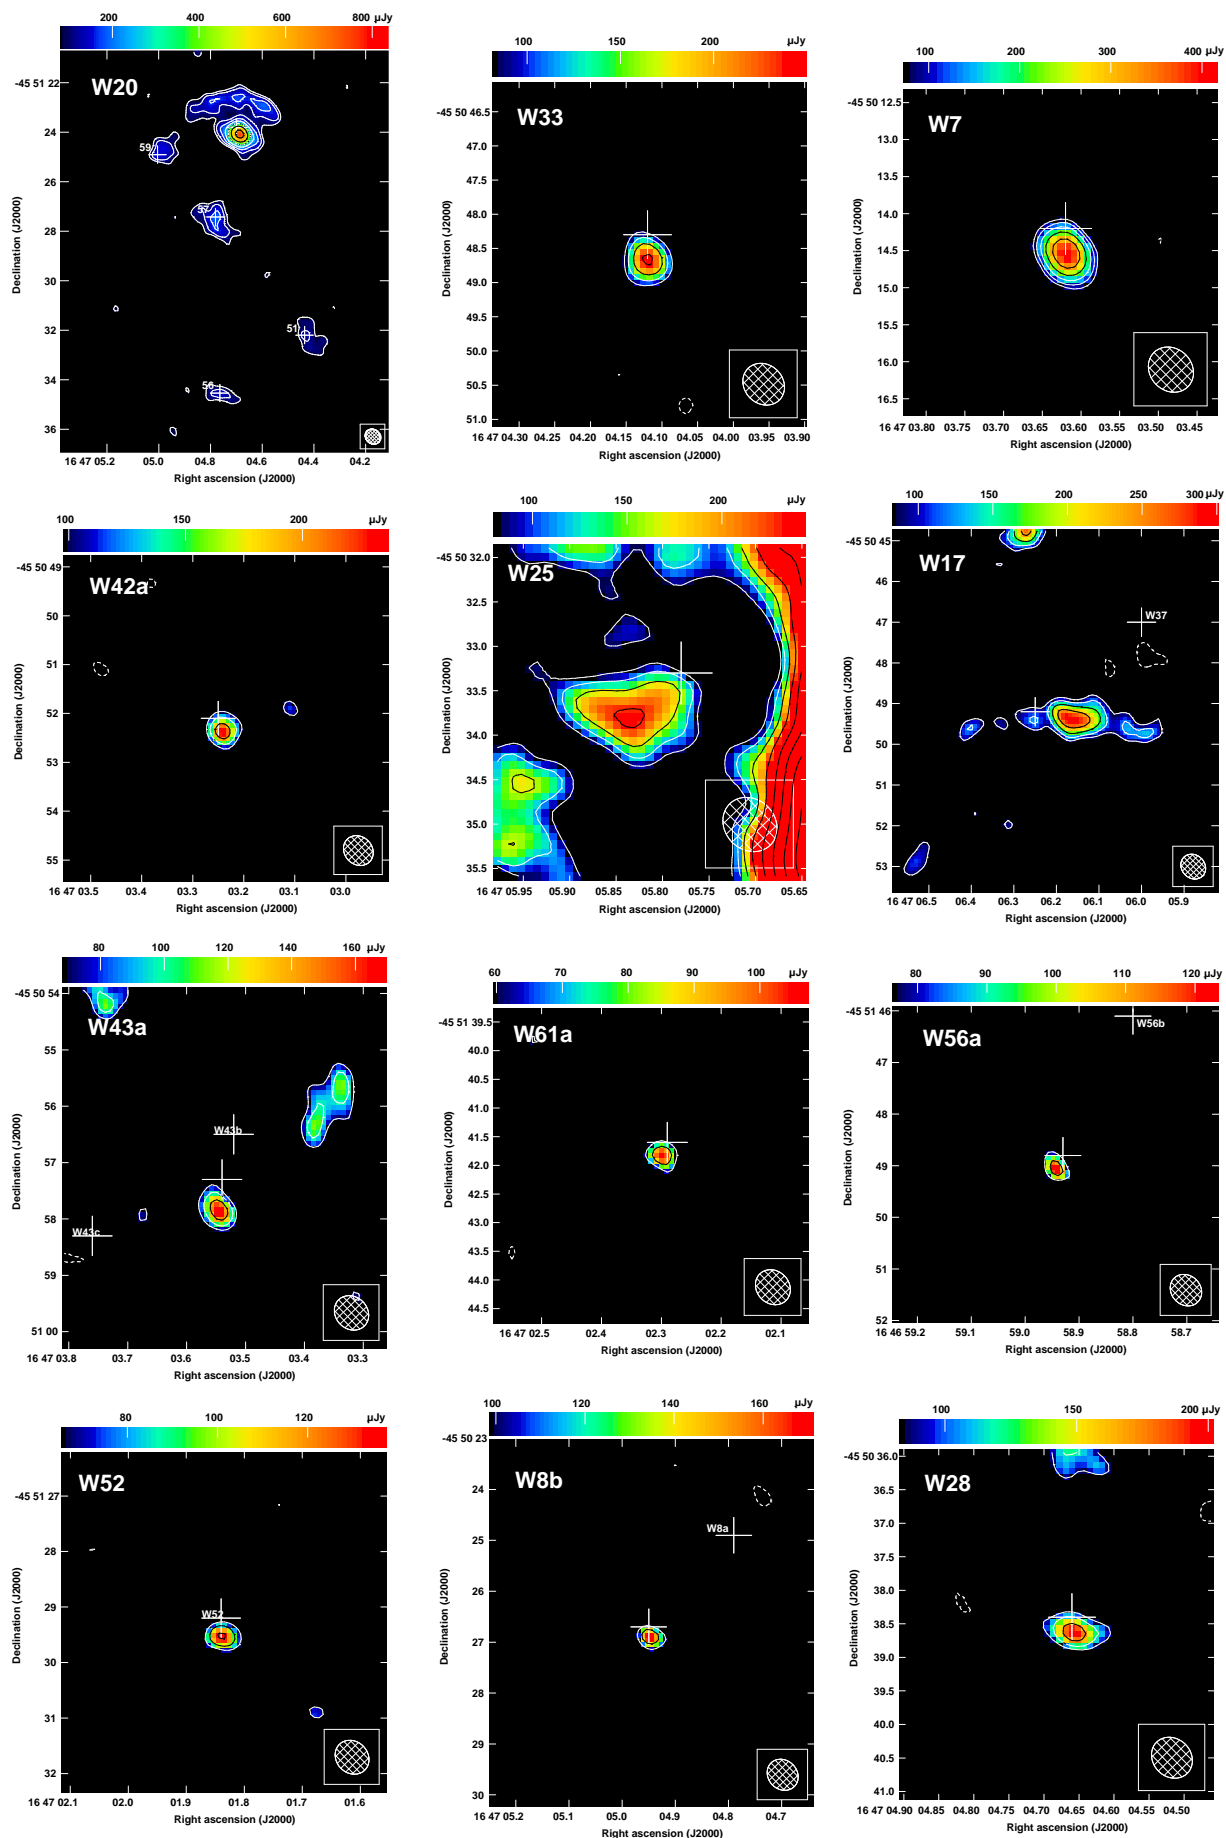 200 400 600 800 µJy
W20
-45 51 22
24
26
28
30
32
34
36
59
57
51
56
Declination (J2000)
16 47 05.2 05.0 04.8 04.6 04.4 04.2
Right ascension (J2000)
100 150 200 µJy
W33
-45 50 46.5
47.0
47.5
48.0
48.5
49.0
49.5
50.0
50.5
51.0
Declination (J2000)
16 47 04.30 04.25 04.20 04.15 04.10 04.05 04.00 03.95 03.90
Right ascension (J2000)
100 200 300 400 µJy
W7
-45 50 12.5
13.0
13.5
14.0
14.5
15.0
15.5
16.0
16.5
Declination (J2000)
16 47 03.80 03.75 03.70 03.65 03.60 03.55 03.50 03.45
Right ascension (J2000)
100 150 200 µJy
W42a
-45 50 49
50
51
52
53
54
55
Declination (J2000)
16 47 03.5 03.4 03.3 03.2 03.1 03.0
Right ascension (J2000)
100 150 200 µJy
W25
-45 50 32.0
32.5
33.0
33.5
34.0
34.5
35.0
35.5
Declination (J2000)
16 47 05.95 05.90 05.85 05.80 05.75 05.70 05.65
Right ascension (J2000)
100 150 200 250 300 µJy
W17
W37
-45 50 45
46
47
48
49
50
51
52
53
Declination (J2000)
16 47 06.5 06.4 06.3 06.2 06.1 06.0 05.9
Right ascension (J2000)
80 100 120 140 160 µJy
W43a
W43b
W43c
-45 50 54
55
56
57
58
59
51 00
Declination (J2000)
16 47 03.8 03.7 03.6 03.5 03.4 03.3
Right ascension (J2000)
60 70 80 90 100 µJy
W61a
-45 51 39.5
40.0
40.5
41.0
41.5
42.0
42.5
43.0
43.5
44.0
44.5
Declination (J2000)
16 47 02.5 02.4 02.3 02.2 02.1
Right ascension (J2000)
80 90 100 110 120 µJy
W56b
W56a
-45 51 46
47
48
49
50
51
52
Declination (J2000)
16 46 59.2 59.1 59.0 58.9 58.8 58.7
Right ascension (J2000)
80 100 120 µJy
W52
W52
-45 51 27
28
29
30
31
32
Declination (J2000)
16 47 02.1 02.0 01.9 01.8 01.7 01.6
Right ascension (J2000)
100 120 140 160 µJy
W8b
W8a
-45 50 23
24
25
26
27
28
29
30
Declination (J2000)
16 47 05.2 05.1 05.0 04.9 04.8 04.7
Right ascension (J2000)
100 150 200 µJy
W28
-45 50 36.0
36.5
37.0
37.5
38.0
38.5
39.0
39.5
40.0
40.5
41.0
Declination (J2000)
16 47 04.90 04.85 04.80 04.75 04.70 04.65 04.60 04.55 04.50
Right ascension (J2000)